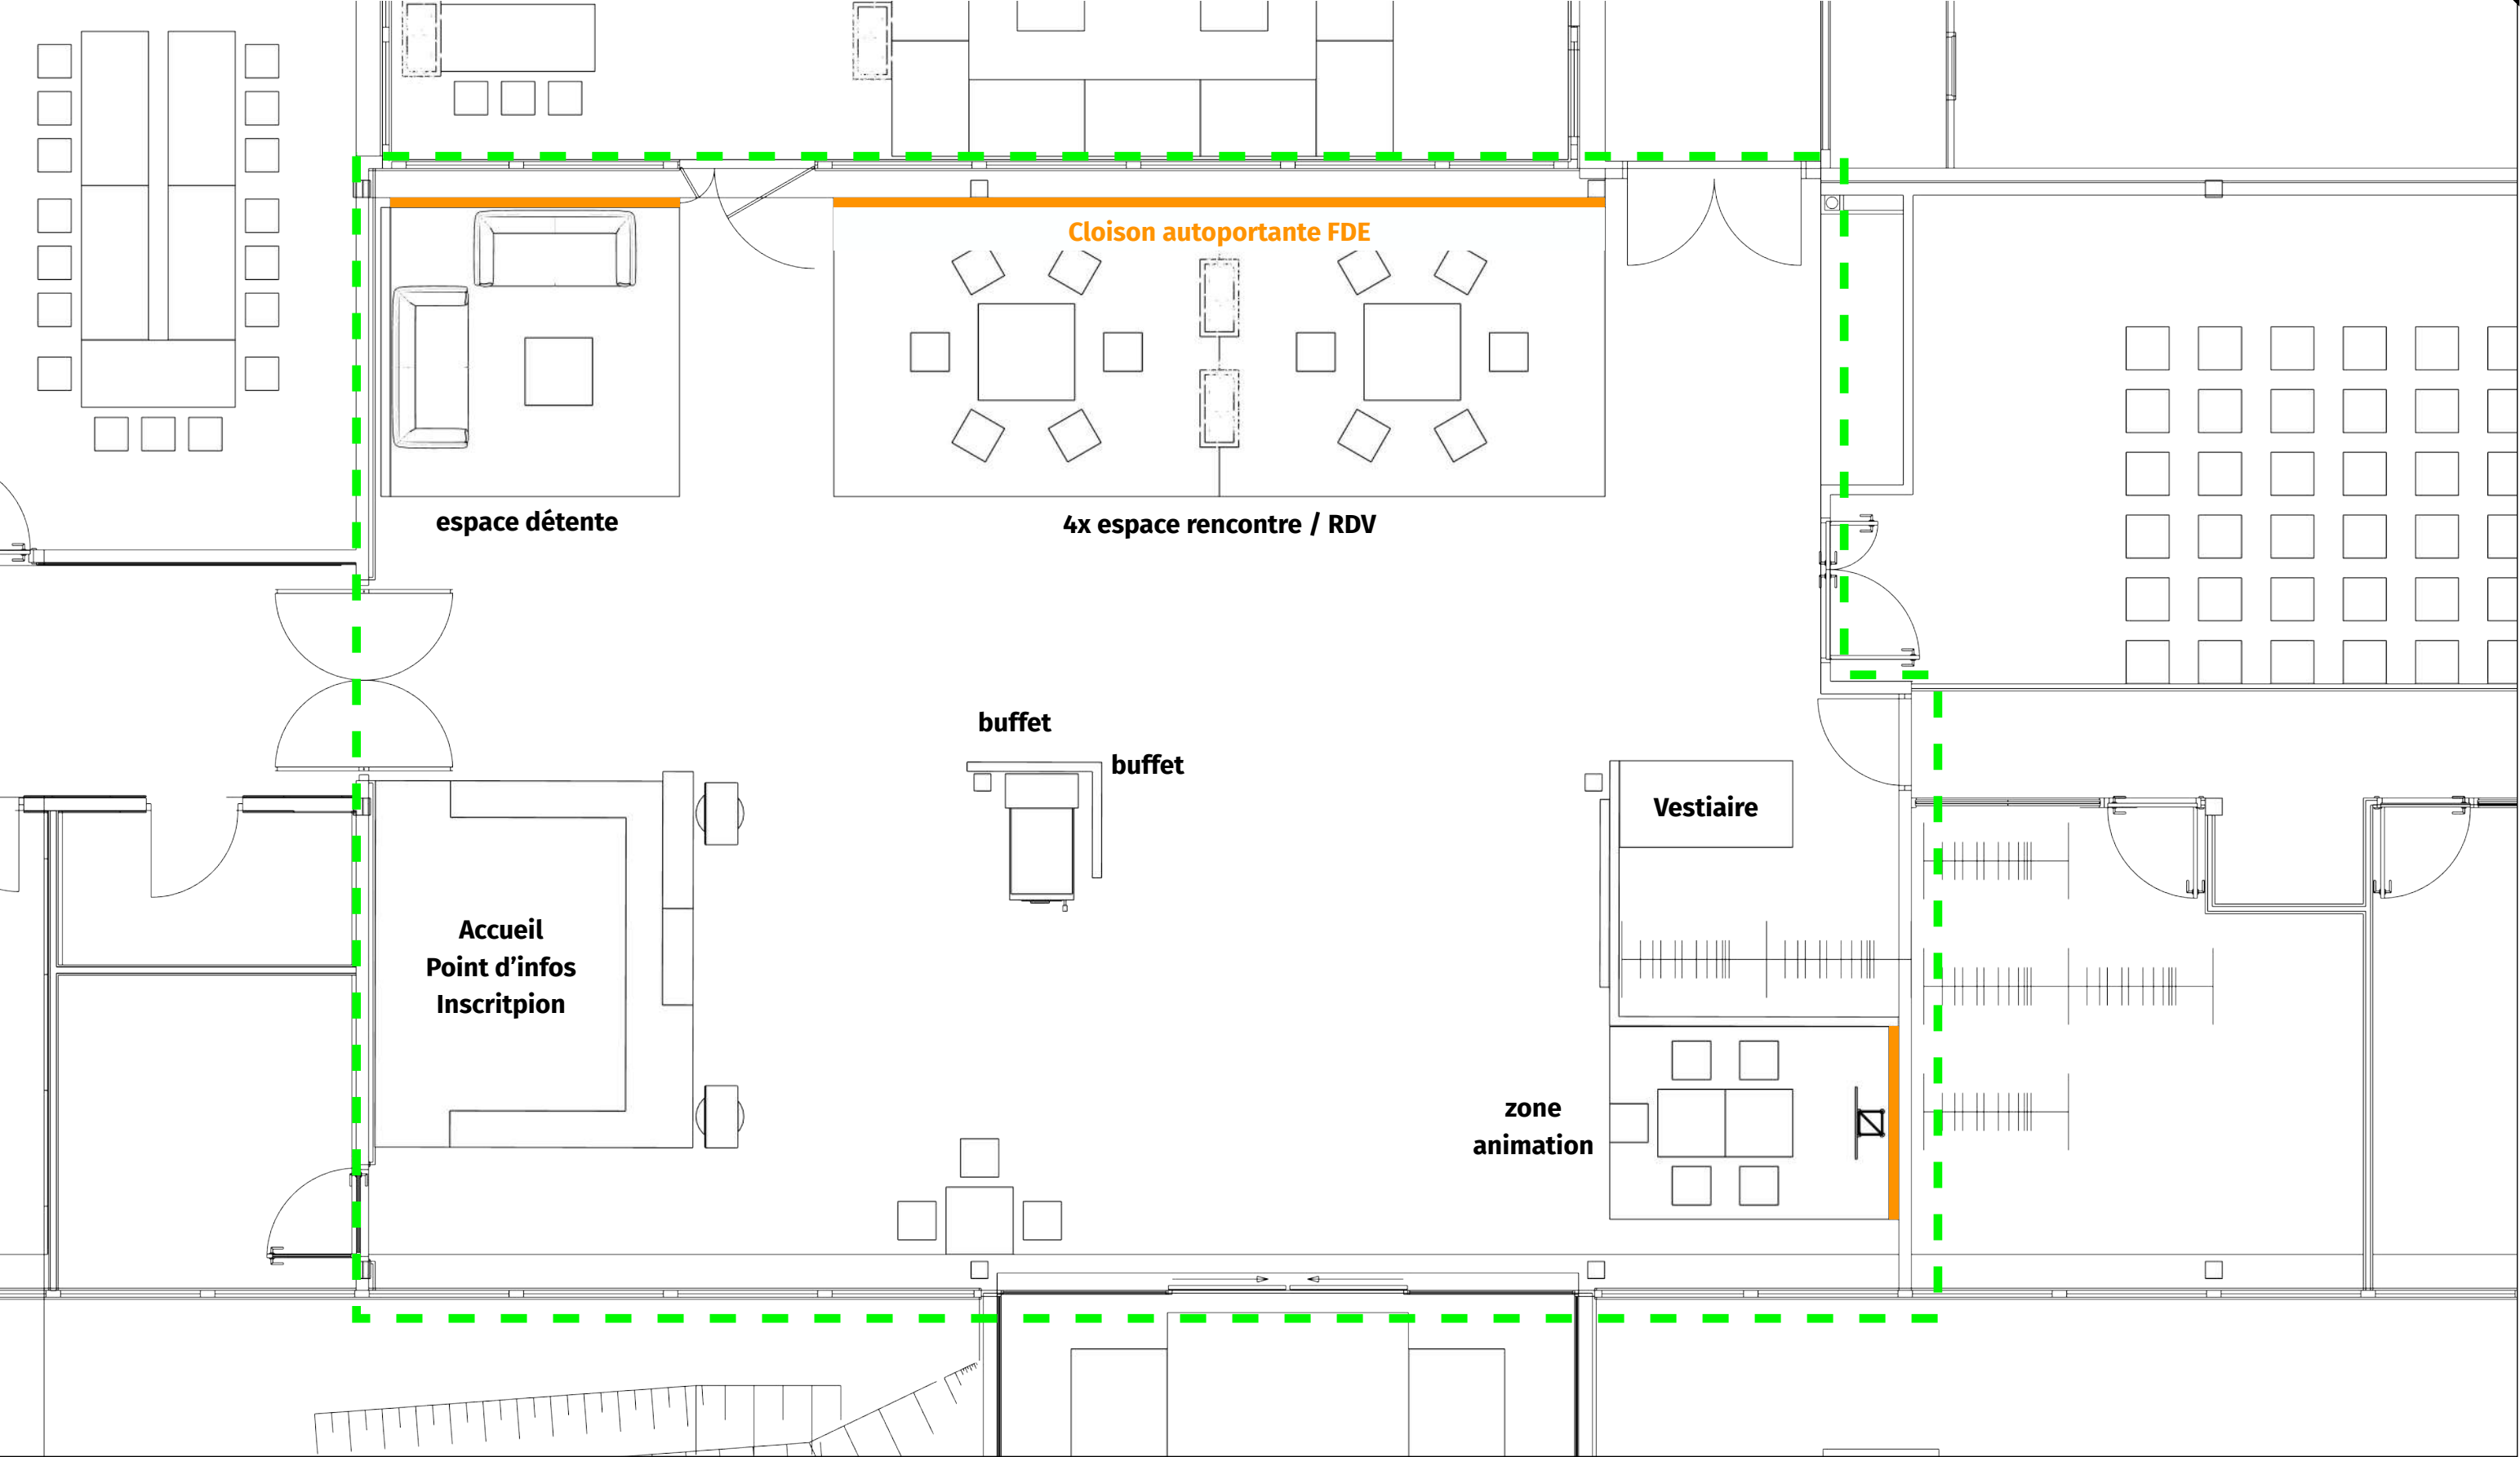 Cloison autoportante FDE
espace détente
4x espace rencontre / RDV
buffet
buffet
Vestiaire
Accueil
Point d’infos
Inscritpion
zone
animation